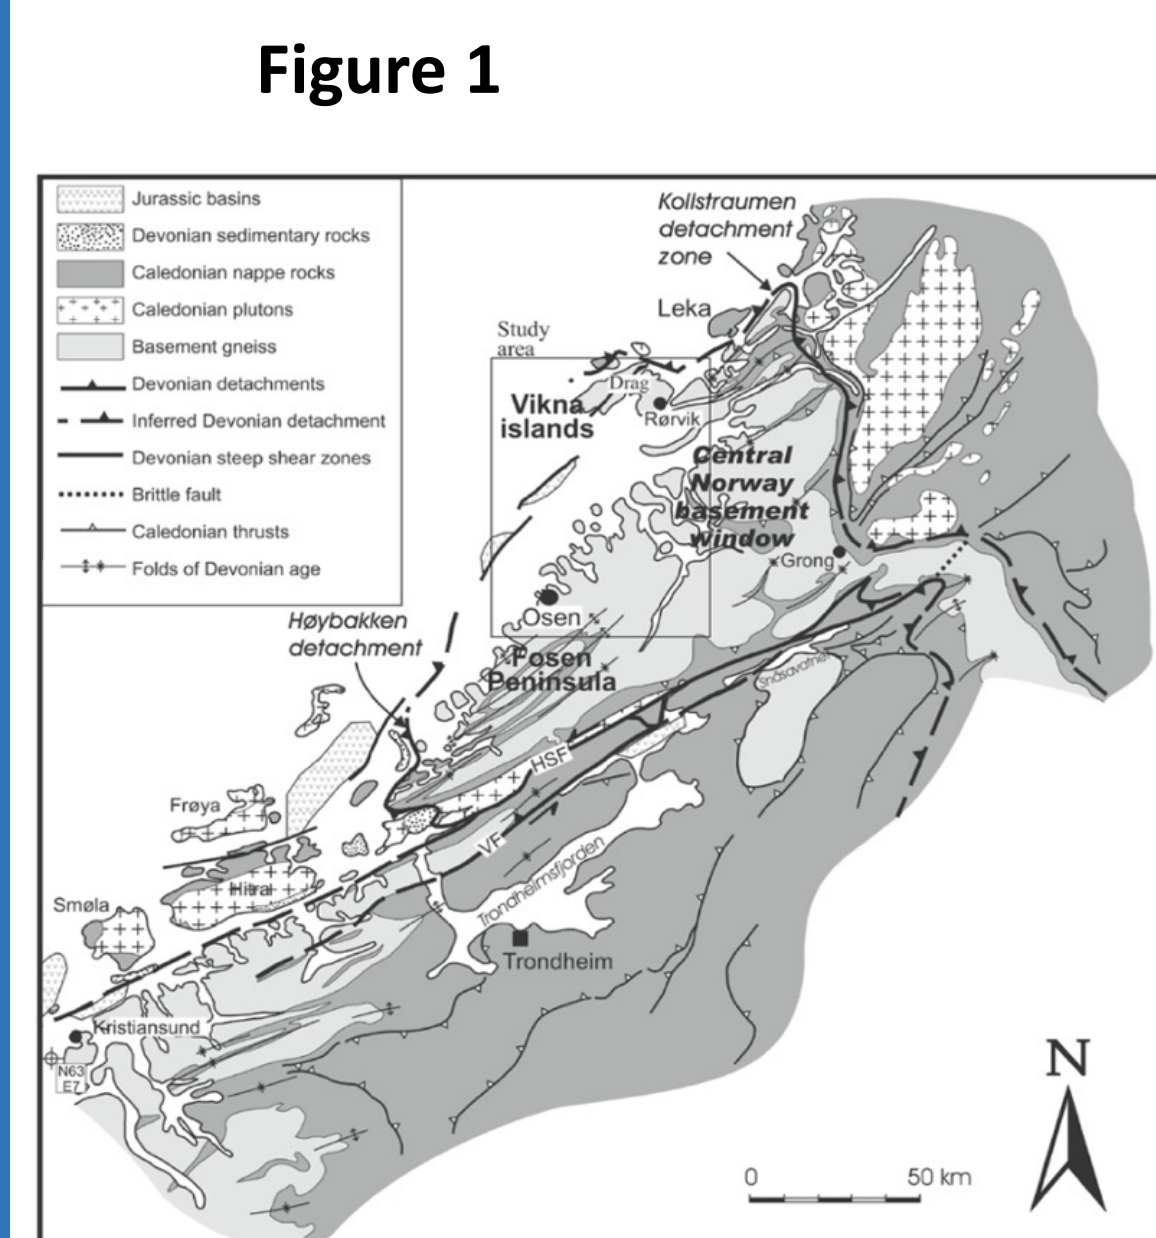 Figure 1
Jurassic basins
Devonian sedimentary rocks
Caledonian nappe rocks
Caledonian plutons
Basement gneiss
Devonian detachments
Inferred Devonian detachment
Devonian steep shear zones
Brittle fault
Caledonian thrusts
Folds of Devonian age
Kollstraumen
detachment
zone
Leka
Study
area
Drag
Vikna
islands
Rørvik
Central
Norway
basement
window
Grong
Osen
Høybakken
detachment
Fosen
Peninsula
Snåsavatnet
HSF
Frøya
VF
Trondheimsfjorden
Hitra
Smøla
Trondheim
Kristiansund
N63
E7
N
0 50 km